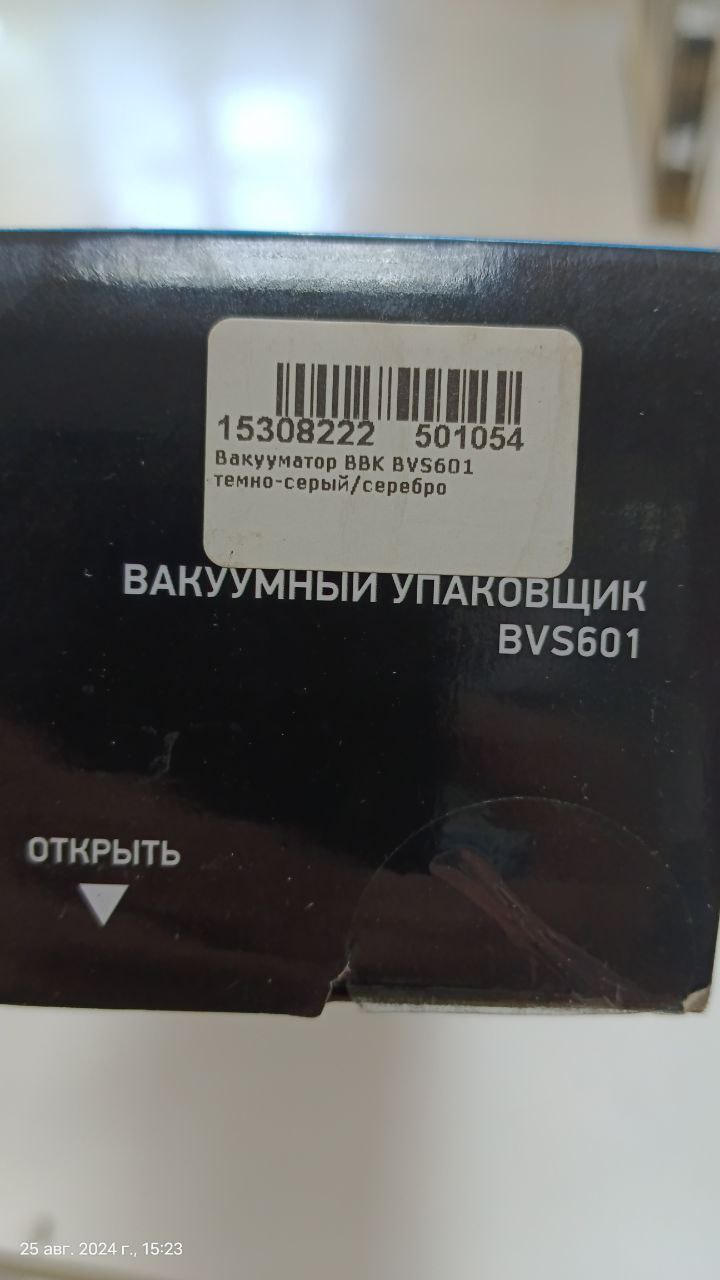 15308222 501054
Вакууматор BBK BVS601
темно-серый/серебро
ВАКУУМНЫЙ УПАКОВЩИК
BVS601
ОТКРЫТЬ
25 авг. 2024 г., 15:23